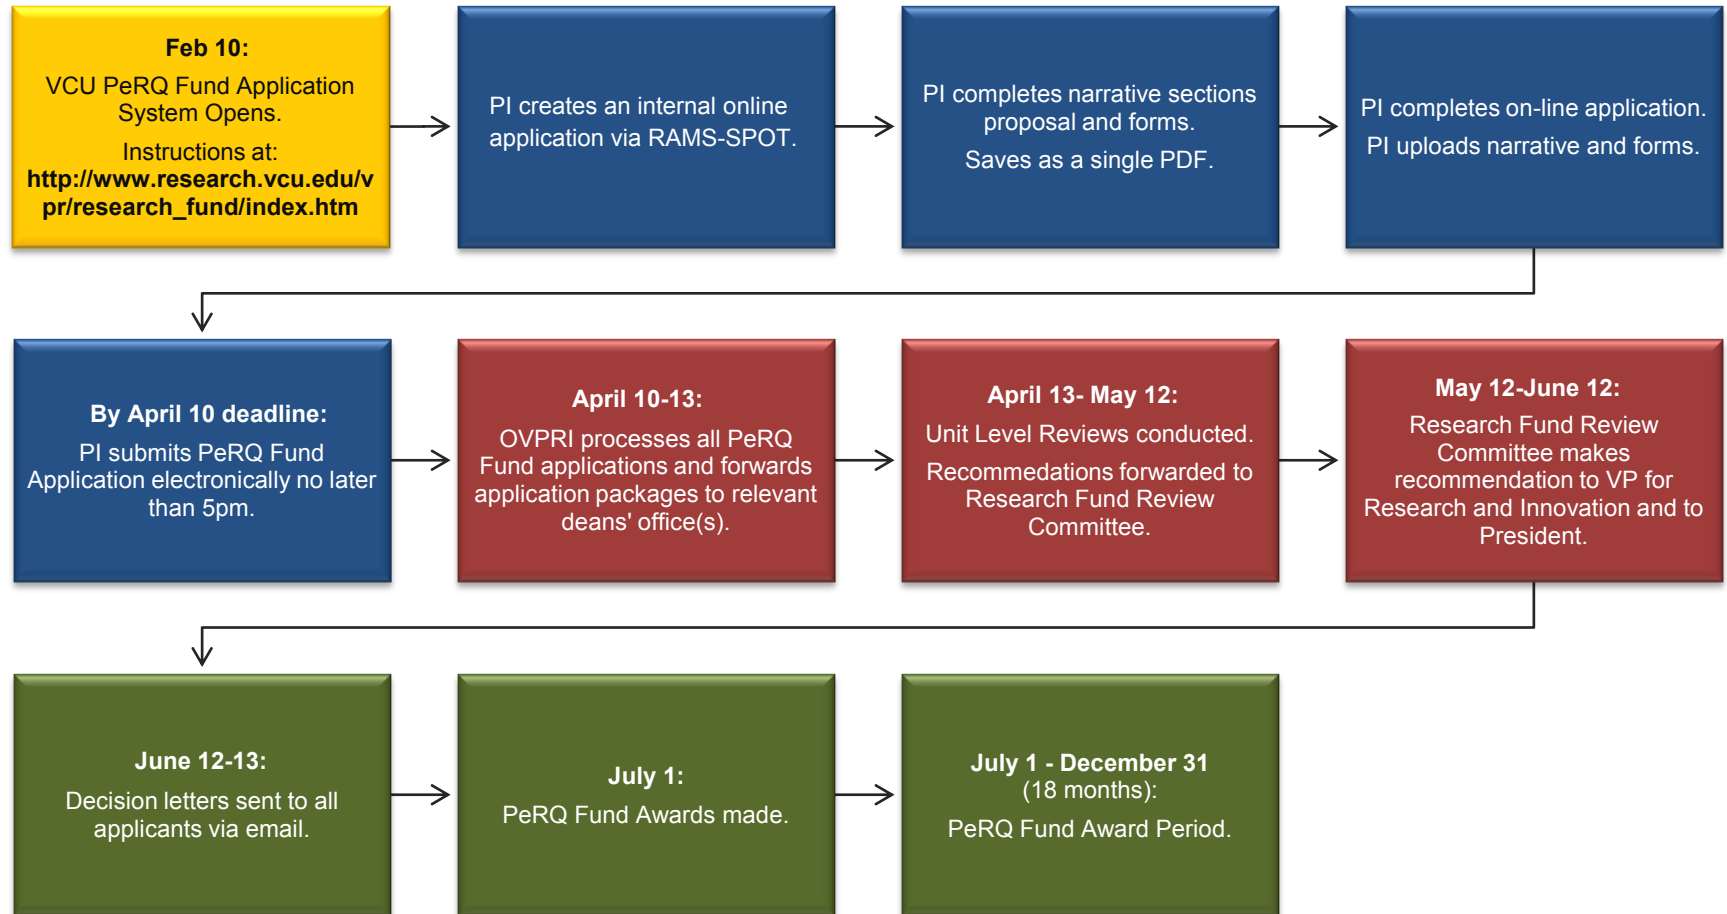 Feb 10:
VCU PeRQ Fund Application
System Opens.
Instructions at:
http://www.research.vcu.edu/v
pr/research_fund/index.htm
PI creates an internal online
application via RAMS-SPOT.
PI completes narrative sections
proposal and forms.
Saves as a single PDF.
PI completes on-line application.
PI uploads narrative and forms.
By April 10 deadline:
PI submits PeRQ Fund
Application electronically no later
than 5pm.
April 10-13:
OVPRI processes all PeRQ
Fund applications and forwards
application packages to relevant
deans' office(s).
April 13- May 12:
Unit Level Reviews conducted.
Recommedations forwarded to
Research Fund Review
Committee.
May 12-June 12:
Research Fund Review
Committee makes
recommendation to VP for
Research and Innovation and to
President.
June 12-13:
Decision letters sent to all
applicants via email.
July 1:
PeRQ Fund Awards made.
July 1 - December 31
(18 months):
PeRQ Fund Award Period.